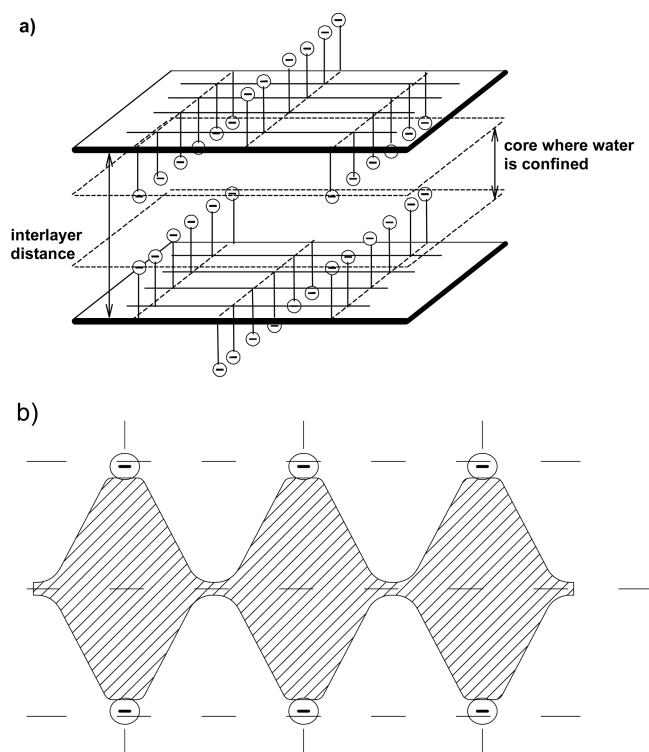 a)
core where water
is confined
interlayer
distance
b)